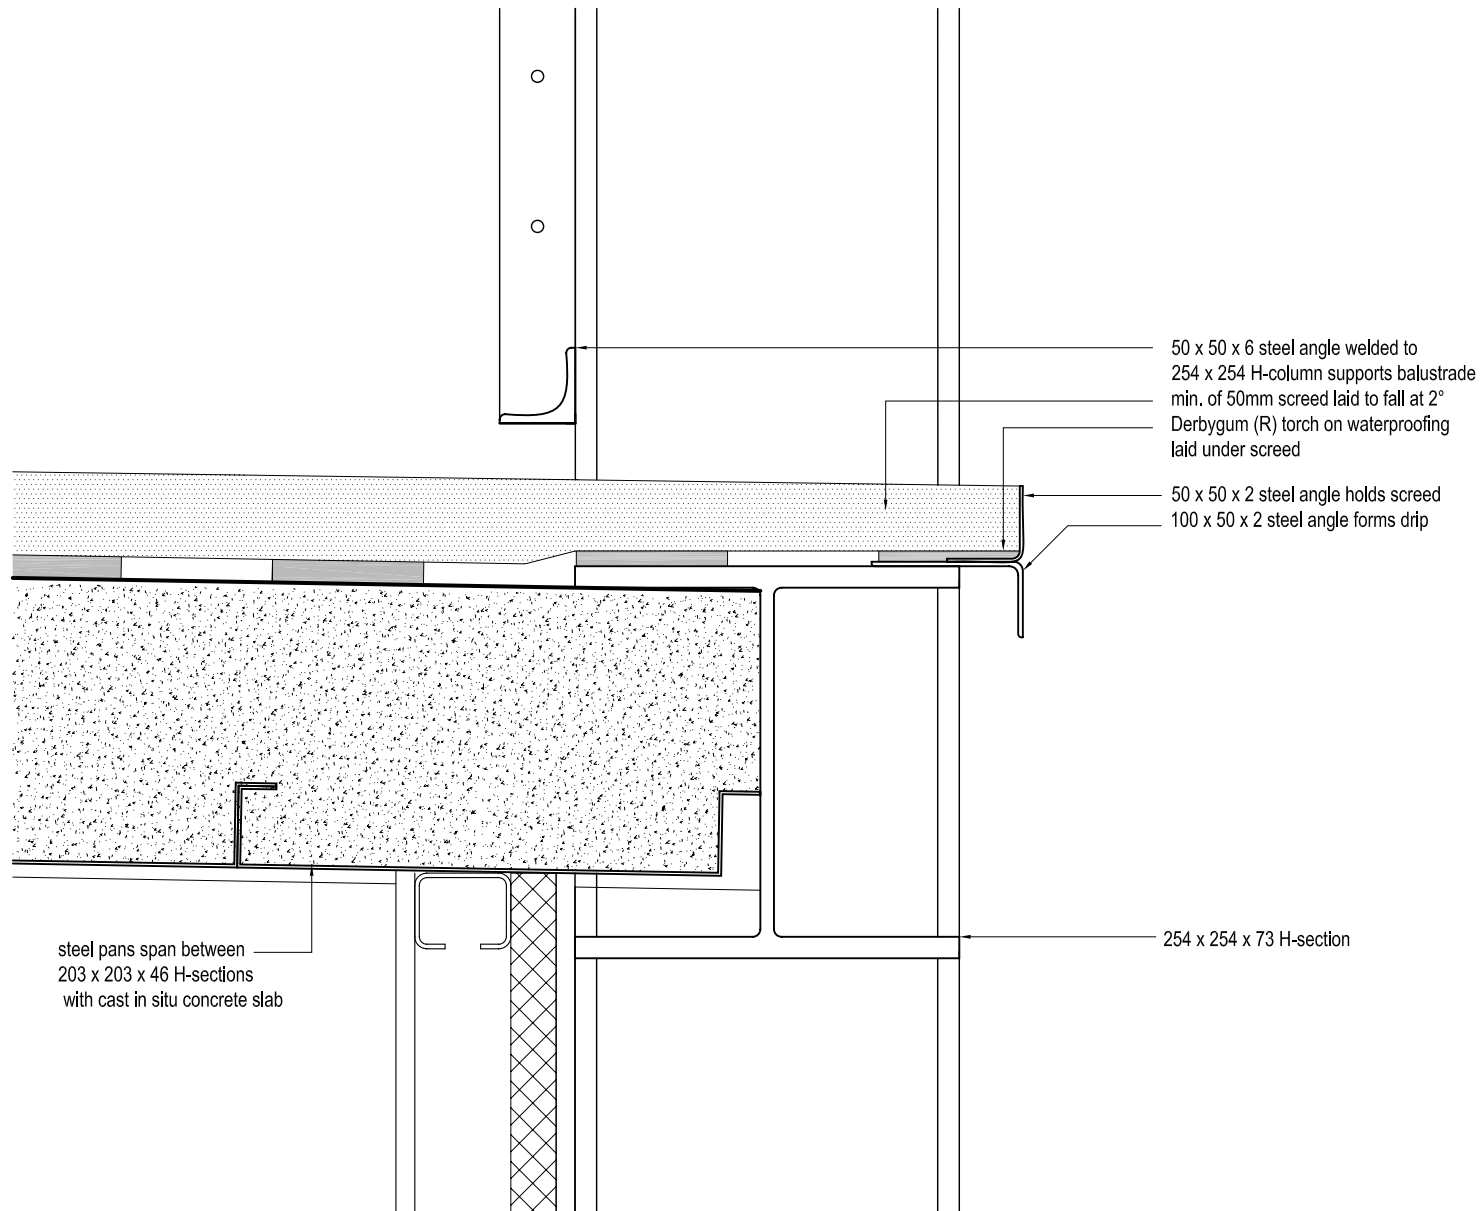 50 x 50 x 6 steel angle welded to
254 x 254 H-column supports balustrade
min. of 50mm screed laid to fall at 2°
Derbygum (R) torch on waterproofing
laid under screed
50 x 50 x 2 steel angle holds screed
100 x 50 x 2 steel angle forms drip
254 x 254 x 73 H-section
steel pans span between
203 x 203 x 46 H-sections
with cast in situ concrete slab